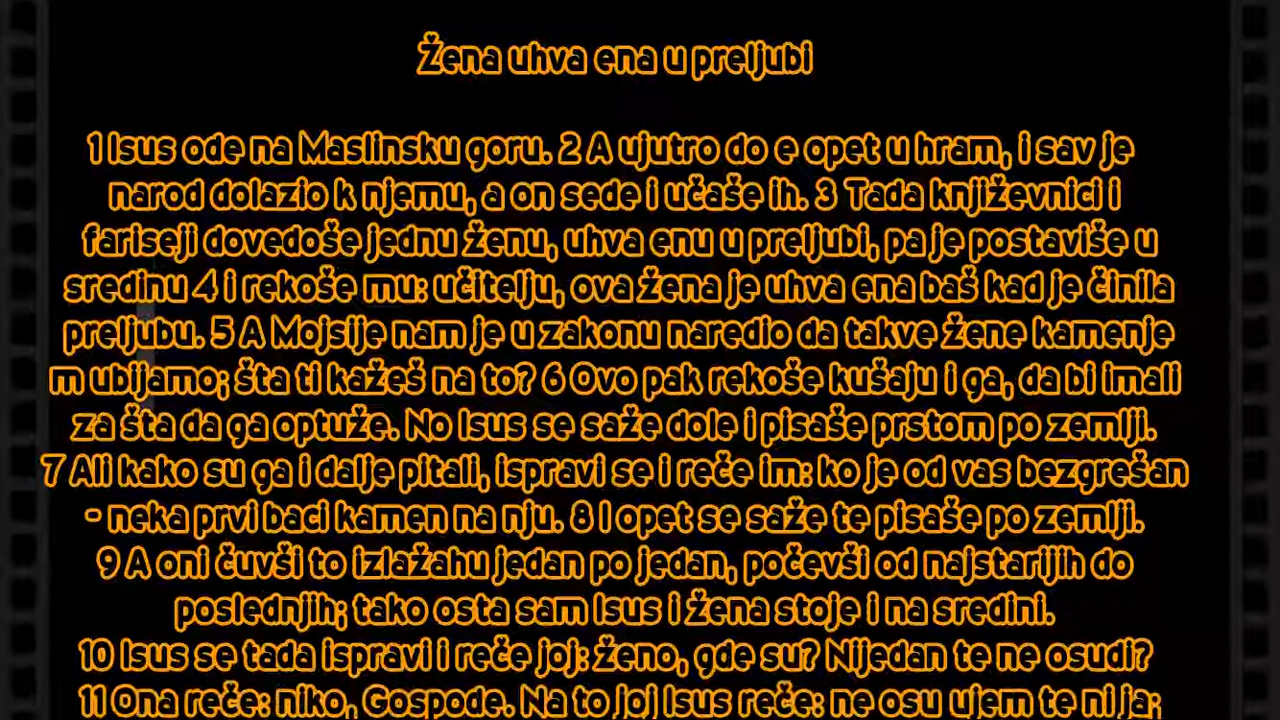 Žena uhva ena u preljubi
1 Isus ode na Maslinsku goru. 2 A ujutro do e opet u hram, i sav je
narod dolazio k njemu, a on sede i učaše ih. 3 Tada književnici i
fariseji dovedoše jednu ženu, uhva enu u preljubi, pa je postaviše u
sredinu 4 i rekoše mu: učitelju, ova žena je uhva ena baš kad je činila
preljubu. 5 A Mojsije nam je u zakonu naredio da takve žene kamenje
m ubijamo; šta ti kažeš na to? 6 Ovo pak rekoše kušaju i ga, da bi imali
za šta da ga optuže. No Isus se saže dole i pisaše prstom po zemlji.
7 Ali kako su ga i dalje pitali, ispravi se i reče im: ko je od vas bezgrešan
- neka prvi baci kamen na nju. 8 I opet se saže te pisaše po zemlji.
9 A oni čuvši to izlažahu jedan po jedan, počevši od najstarijih do
poslednjih; tako osta sam Isus i žena stoje i na sredini.
10 Isus se tada ispravi i reče joj: ženo, gde su? Nijedan te ne osudi?
11 Ona reče: niko, Gospode. Na to joj Isus reče: ne osu ujem te ni ja;